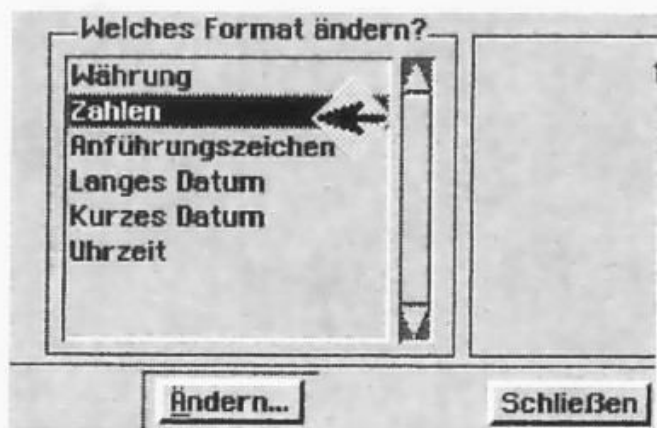 Welches Format ändern?
Währung
Zahlen
Anführungszeichen
Langes Datum
Kurzes Datum
Uhrzeit
Ändern...
Schließen